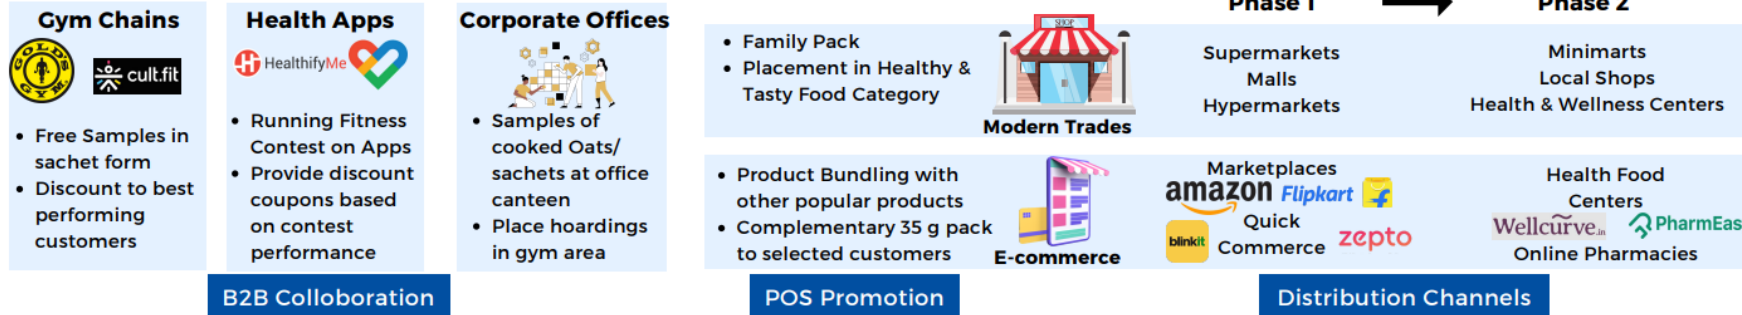 Gym Chains
GOLD'S GYM
cult.fit
Free Samples in
sachet form
Discount to best
performing
customers
Health Apps
HealthifyMe
Running Fitness
Contest on Apps
Provide discount
coupons based
on contest
performance
Corporate Offices
Samples of
cooked Oats/
sachets at office
canteen
Place hoardings
in gym area
B2B Colloboration
Family Pack
Placement in Healthy &
Tasty Food Category
SHOP
Modern Trades
Product Bundling with
other popular products
Complementary 35 g pack
to selected customers
E-commerce
POS Promotion
Phase 1
Phase 2
Supermarkets
Malls
Hypermarkets
Minimarts
Local Shops
Health & Wellness Centers
Marketplaces
amazon Flipkart
Quick
Commerce
blinkit
zepto
Health Food
Centers
Wellcurve.in
PharmEas
Online Pharmacies
Distribution Channels